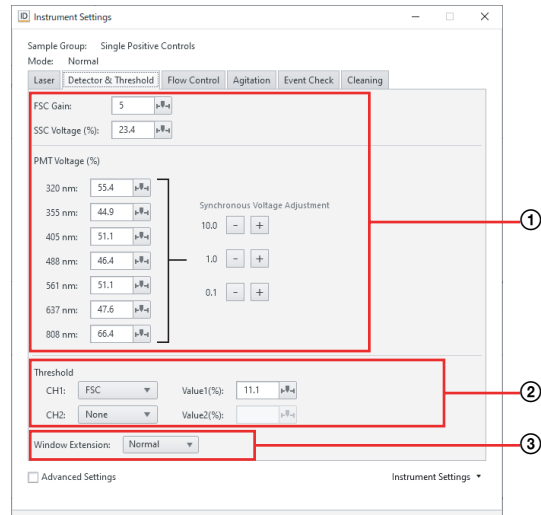 ID Instrument Settings
Sample Group: Single Positive Controls
Mode: Normal
Laser Detector & Threshold Flow Control Agitation Event Check Cleaning
FSC Gain: 5
SSC Voltage (%): 23.4
PMT Voltage (%)
320 nm: 55.4
355 nm: 44.9
405 nm: 51.1
488 nm: 46.4
561 nm: 51.1
637 nm: 47.6
808 nm: 66.4
Synchronous Voltage Adjustment
10.0 - +
1.0 - +
0.1 - +
①
Threshold
CH1: FSC Value1(%): 11.1
CH2: None Value2(%):
②
Window Extension: Normal
③
Advanced Settings Instrument Settings